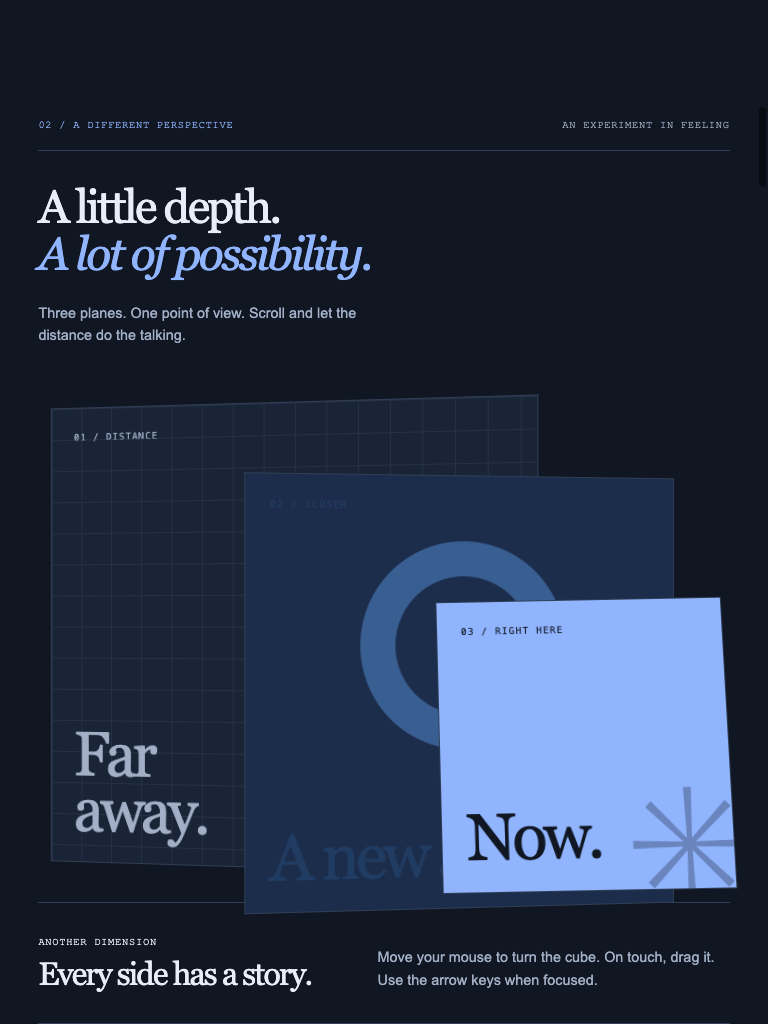 02 / A DIFFERENT PERSPECTIVE
AN EXPERIMENT IN FEELING
A little depth.
A lot of possibility.
Three planes. One point of view. Scroll and let the
distance do the talking.
01 / DISTANCE
02 / CLOSER
03 / RIGHT HERE
Far
away.
A new
Now.
ANOTHER DIMENSION
Every side has a story.
Move your mouse to turn the cube. On touch, drag it.
Use the arrow keys when focused.